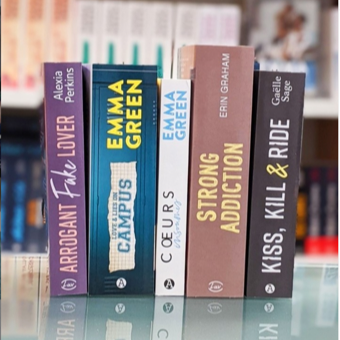 ARROGANT Fake LOVER
Alexia
Perkins
EMMA
GREEN
CAMPUS
EMMA
GREEN
CŒURS
STRONG
ADDICTION
ERIN GRAHAM
KISS, KILL & RIDE
Gaëlle
Sage